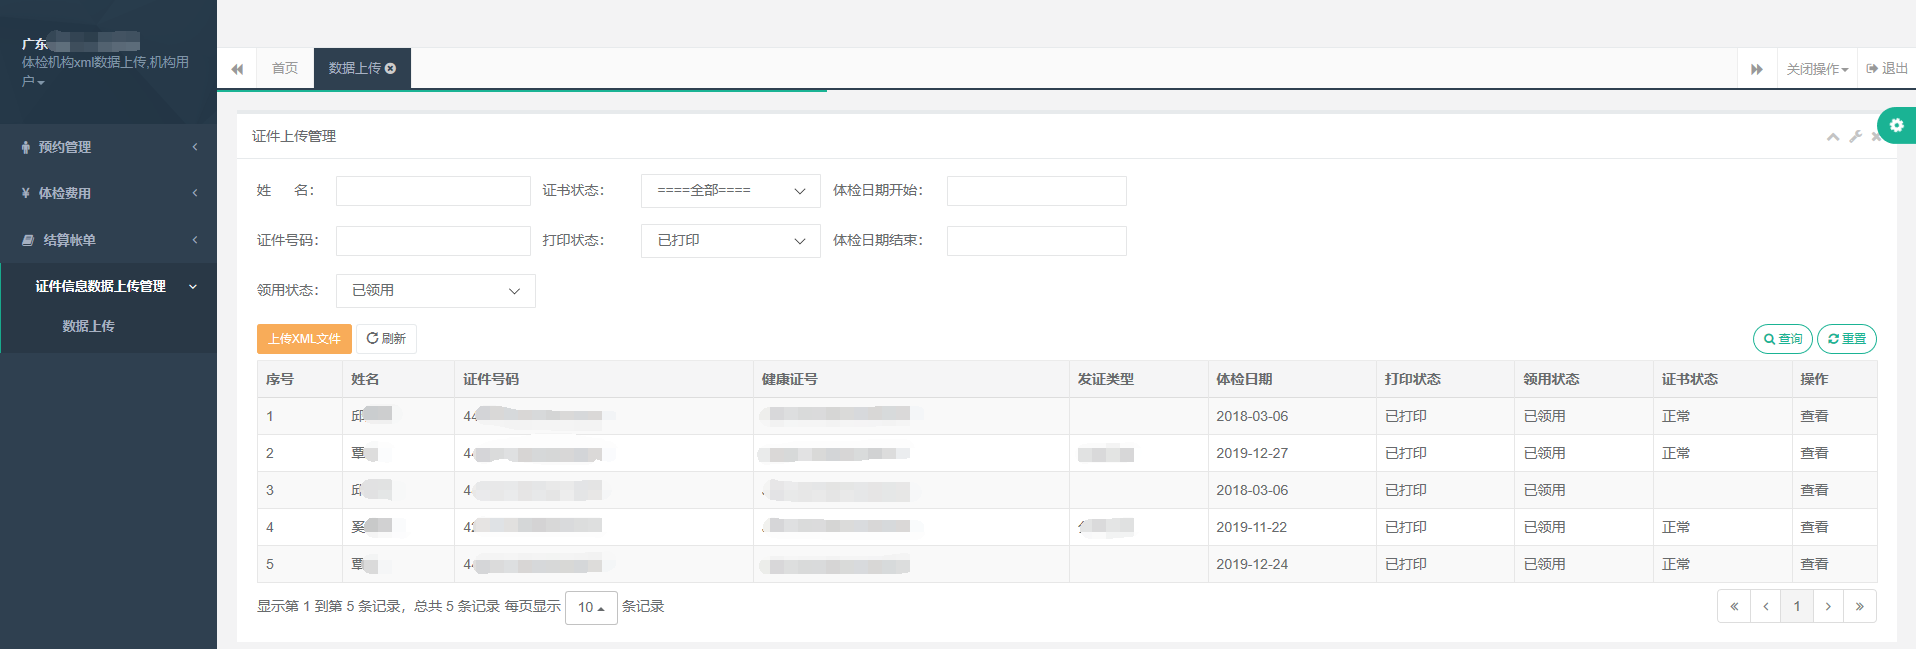 广东
体检机构xml数据上传,机构用
户
首页
数据上传
关闭操作
退出
预约管理
体检费用
结算帐单
证件信息数据上传管理
数据上传
证件上传管理
姓 名：
证书状态：
====全部====
体检日期开始：
证件号码：
打印状态：
已打印
体检日期结束：
领用状态：
已领用
上传XML文件
刷新
查询
重置
序号 姓名 证件号码 健康证号 发证类型 体检日期 打印状态 领用状态 证书状态 操作
1 邱 44 2018-03-06 已打印 已领用 正常 查看
2 覃 4 2019-12-27 已打印 已领用 正常 查看
3 邱 4 2018-03-06 已打印 已领用 查看
4 奚 42 2019-11-22 已打印 已领用 正常 查看
5 覃 44 2019-12-24 已打印 已领用 正常 查看
显示第 1 到第 5 条记录，总共 5 条记录 每页显示 10 条记录
« ‹ 1 › »